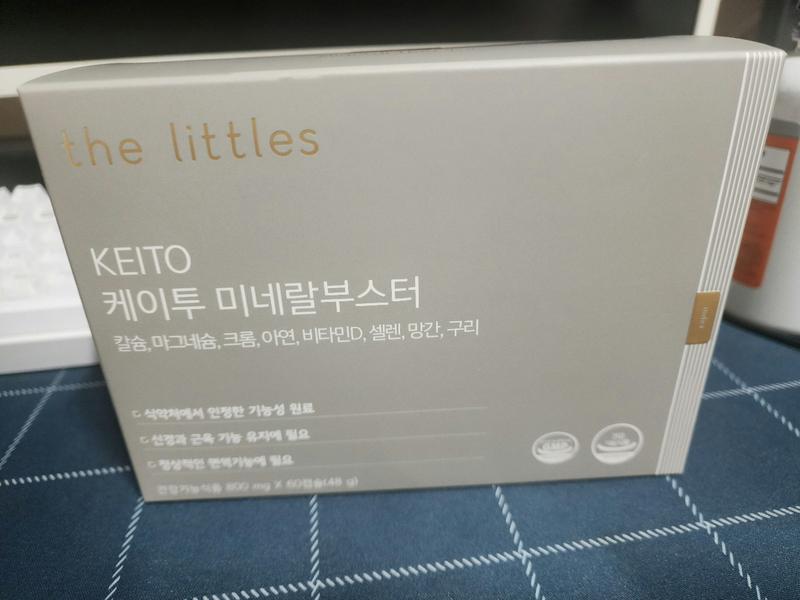 the littles
KEITO
케이투 미네랄부스터
칼슘,마그네슘,크롬,아연,비타민D,셀렌,망간,구리
식약처에서 인정한 기능성 원료
신경과 근육 기능 유지에 필요
정상적인 면역기능에 필요
건강기능식품 800 mg X 60캡슐(48 g)
GMP